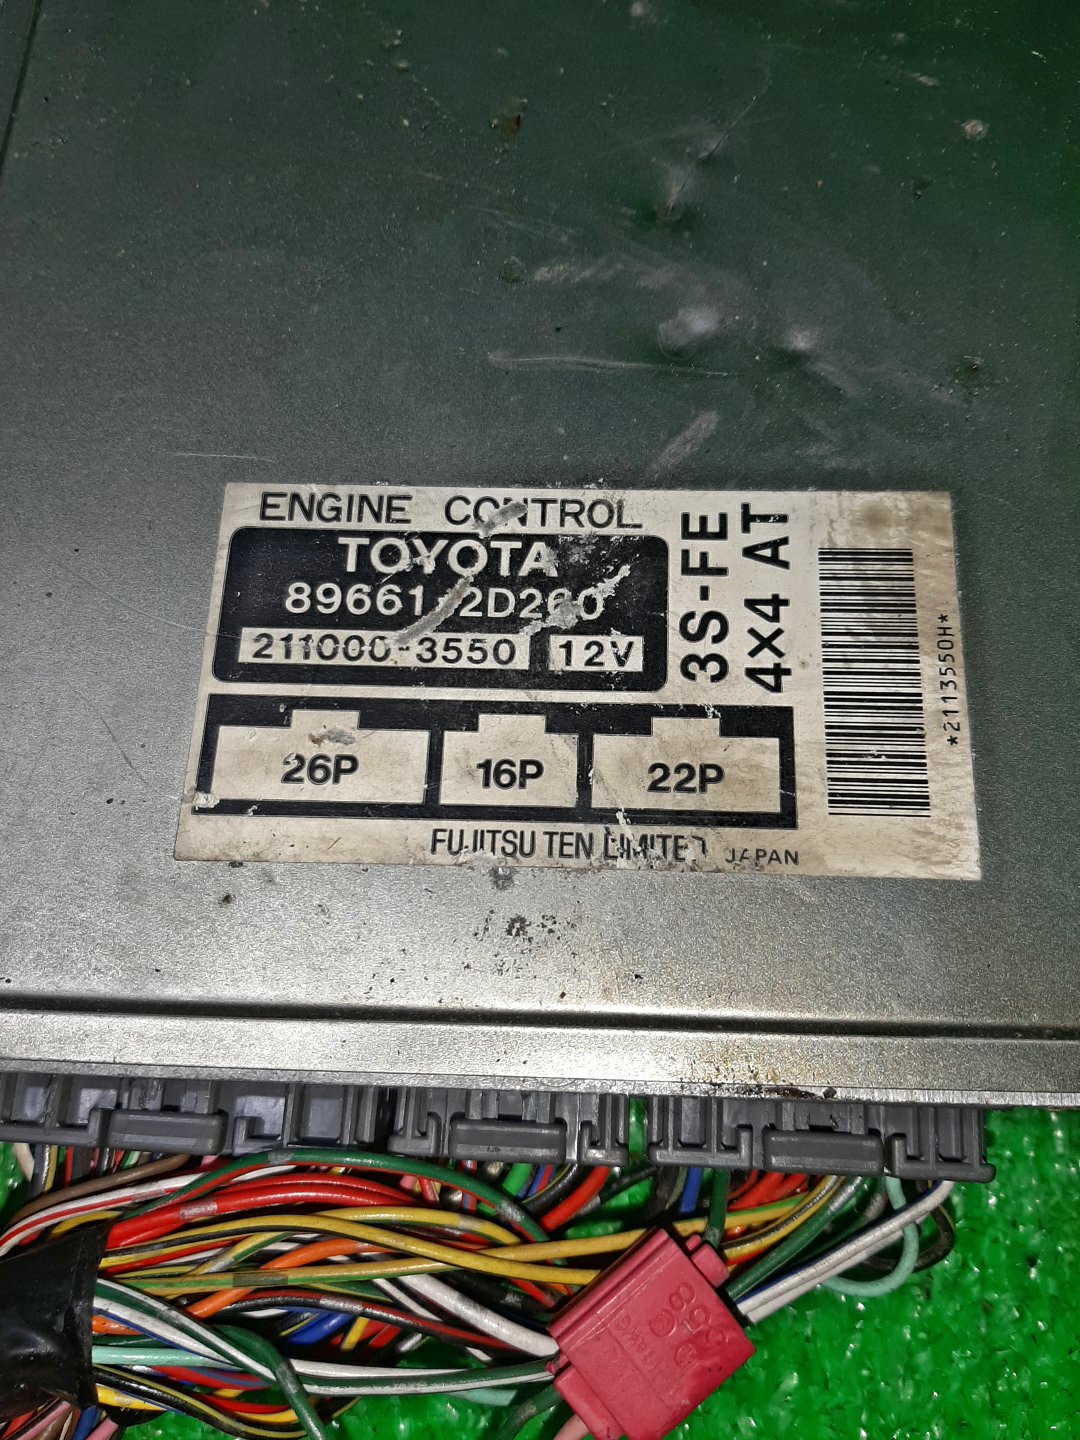 ENGINE CONTROL
TOYOTA
89661-2D260
211000-3550 12V
3S-FE
4X4 AT
26P 16P 22P
FUJITSU TEN LIMITED JAPAN
*2113550H*